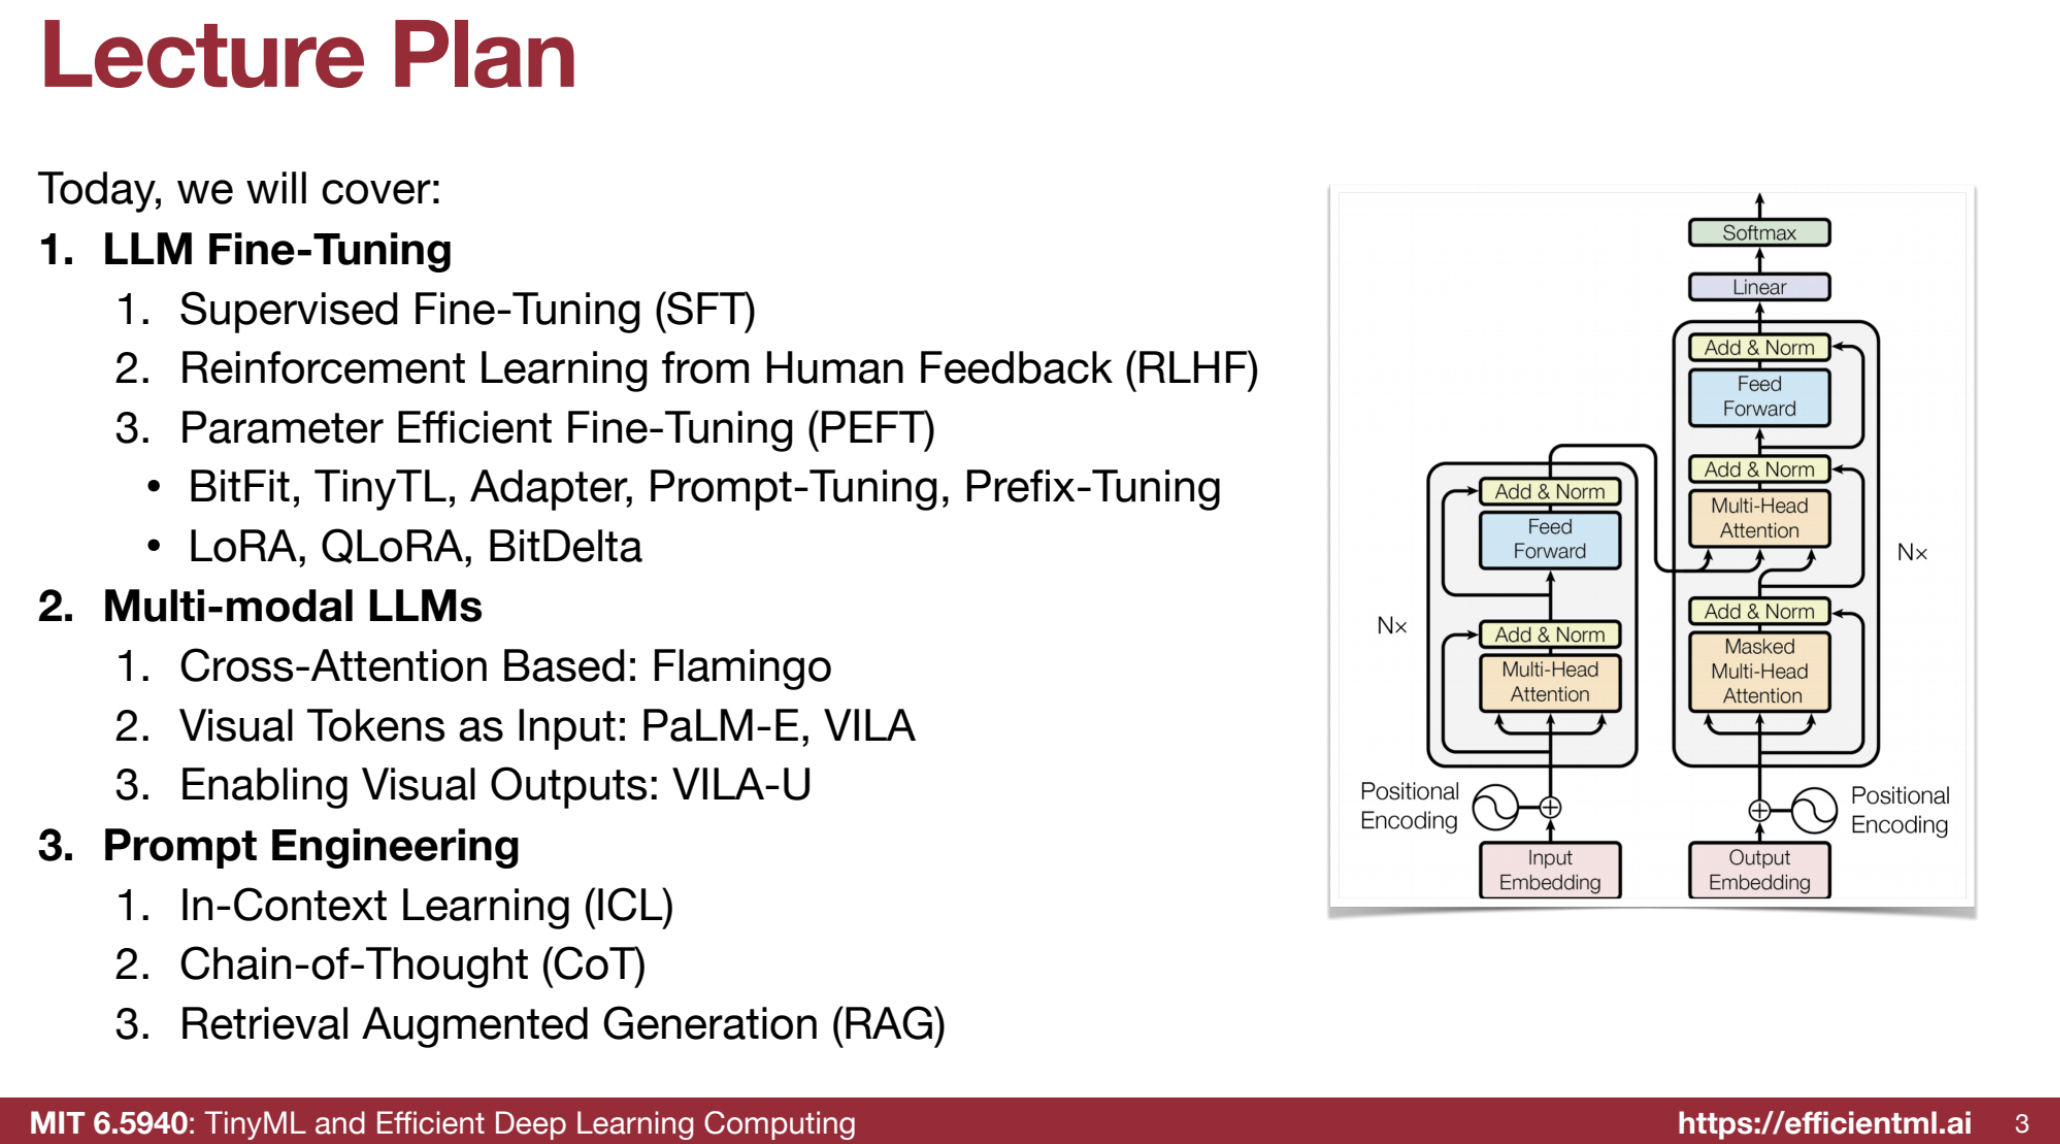 Lecture Plan
Today, we will cover:
1. LLM Fine-Tuning
1. Supervised Fine-Tuning (SFT)
2. Reinforcement Learning from Human Feedback (RLHF)
3. Parameter Efficient Fine-Tuning (PEFT)
• BitFit, TinyTL, Adapter, Prompt-Tuning, Prefix-Tuning
• LoRA, QLoRA, BitDelta
2. Multi-modal LLMs
1. Cross-Attention Based: Flamingo
2. Visual Tokens as Input: PaLM-E, VILA
3. Enabling Visual Outputs: VILA-U
3. Prompt Engineering
1. In-Context Learning (ICL)
2. Chain-of-Thought (CoT)
3. Retrieval Augmented Generation (RAG)
Softmax
Linear
Add & Norm
Feed
Forward
Add & Norm
Multi-Head
Attention
Nx
Add & Norm
Masked
Multi-Head
Attention
Positional
Encoding
Output
Embedding
Add & Norm
Feed
Forward
Nx
Add & Norm
Multi-Head
Attention
Positional
Encoding
Input
Embedding
MIT 6.5940: TinyML and Efficient Deep Learning Computing
https://efficientml.ai
3